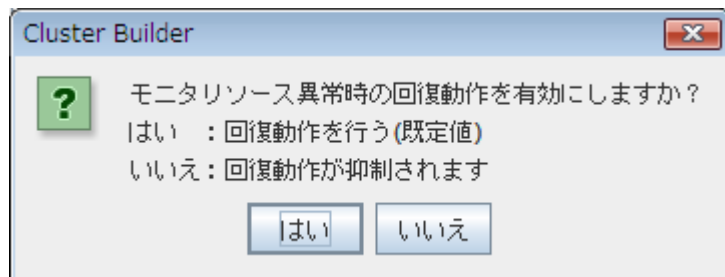 Cluster Builder
モニタリソース異常時の回復動作を有効にしますか？
はい　：回復動作を行う(既定値)
いいえ：回復動作が抑制されます
はい　いいえ